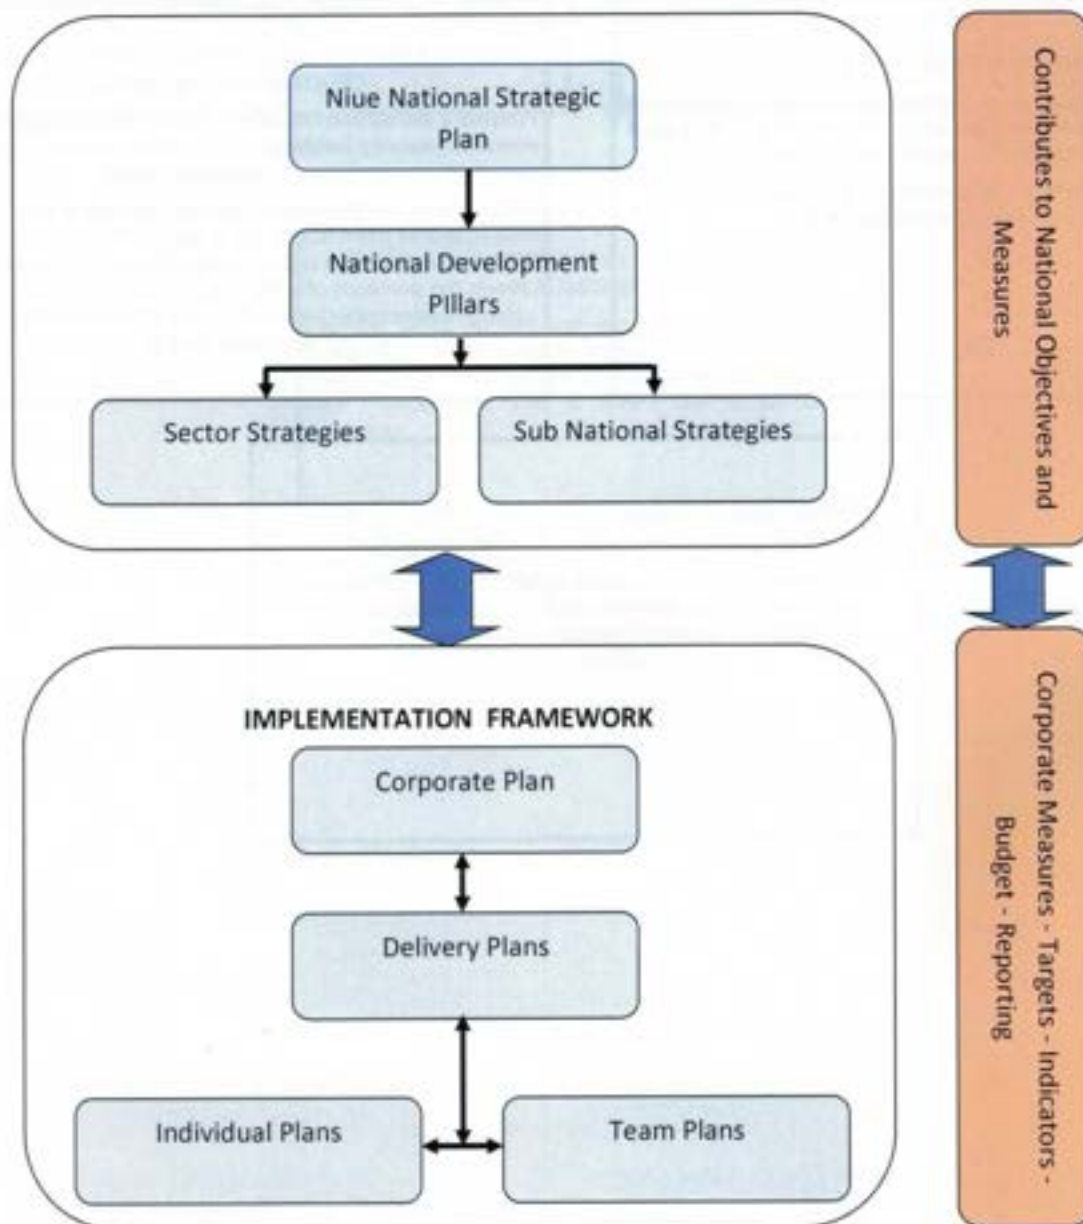 Niue National Strategic
Plan
National Development
PIllars
Sector Strategies
Sub National Strategies
Contributes to National Objectives and
Measures
IMPLEMENTATION FRAMEWORK
Corporate Plan
Delivery Plans
Individual Plans
Team Plans
Corporate Measures - Targets - Indicators -
Budget - Reporting